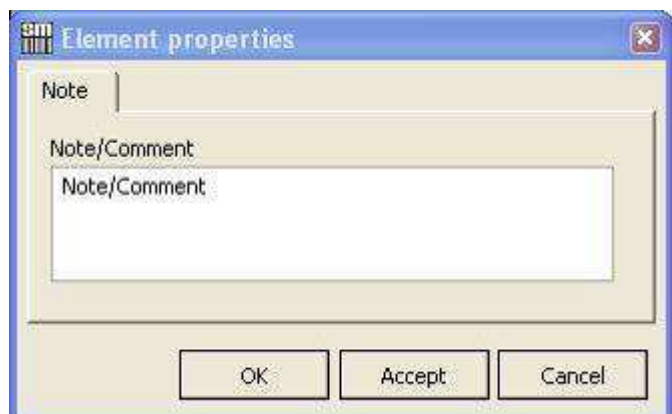 Element properties
Note
Note/Comment
Note/Comment
OK
Accept
Cancel